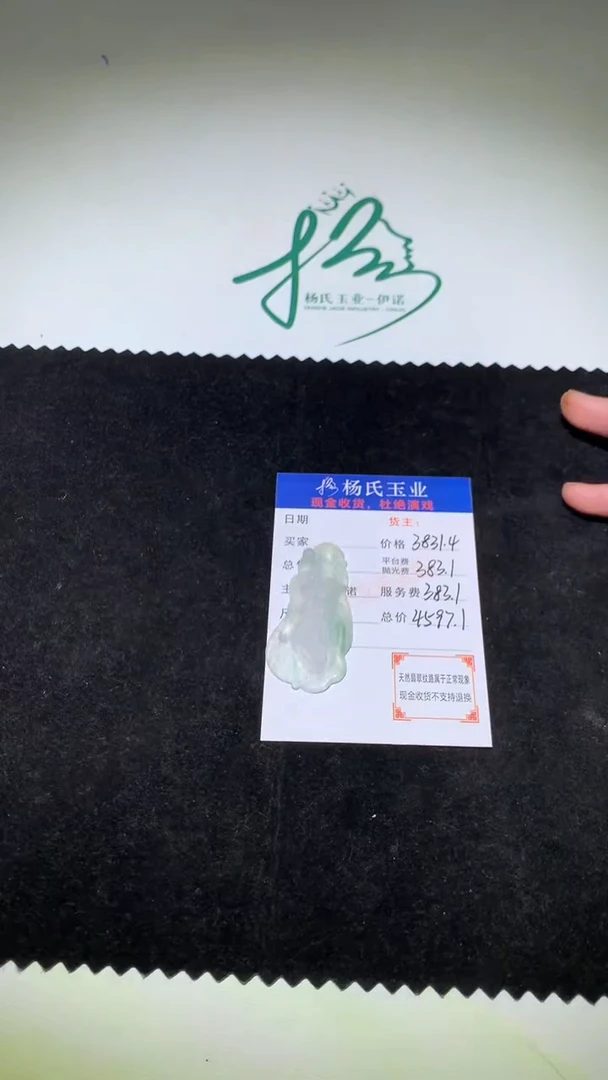 杨氏玉业-伊诺
杨氏玉业
现金收货，杜绝演戏
日期
货主：
买家
价格 3831.4
总
平台费
抛光费 383.1
主
诺
服务费 383.1
总价 4597.1
天然翡翠纹路属于正常现象
现金收货不支持退换